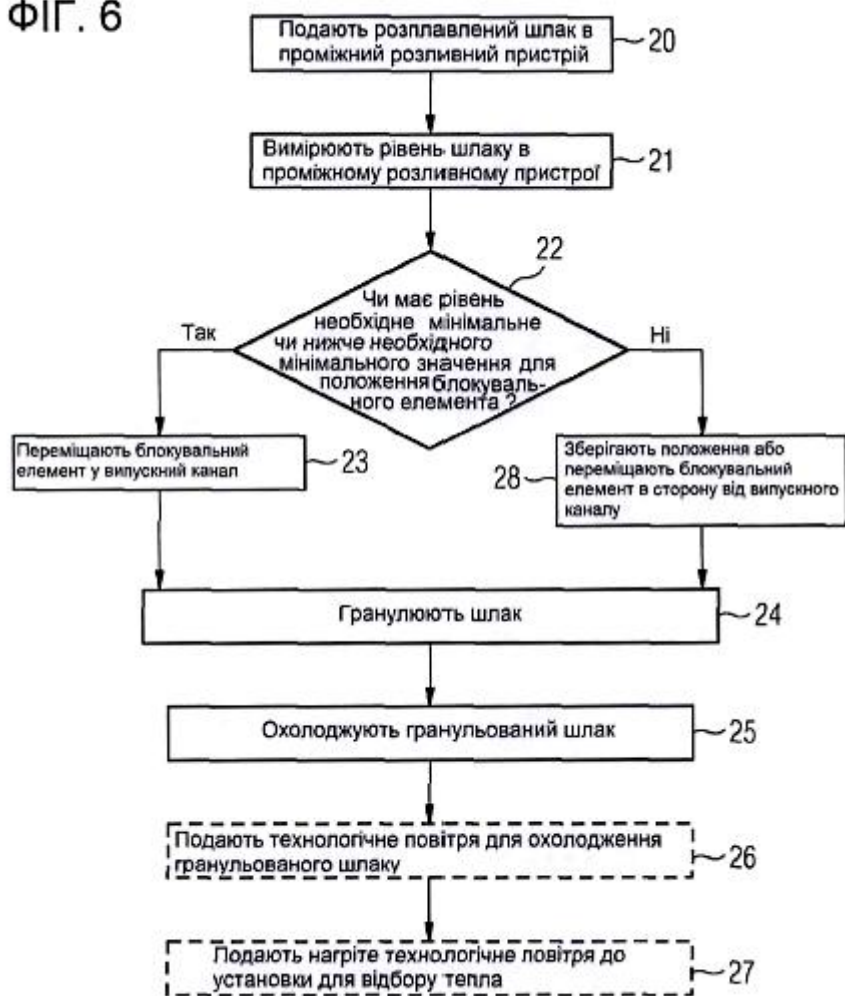 ФІГ. 6
Подають розплавлений шлак в
проміжний розливний пристрій
20
Вимірюють рівень шлаку в
проміжному розливному пристрої
21
22
Чи має рівень
необхідне мінімальне
чи нижче необхідного
мінімального значення для
положення блокуваль-
ного елемента ?
Так
Ні
Переміщають блокувальний
елемент у випускний канал
23
28
Зберігають положення або
переміщають блокувальний
елемент в сторону від випускного
каналу
Гранулюють шлак
24
Охолоджують гранульований шлак
25
Подають технологічне повітря для охолодження
гранульованого шлаку
26
Подають нагріте технологічне повітря до
установки для відбору тепла
27